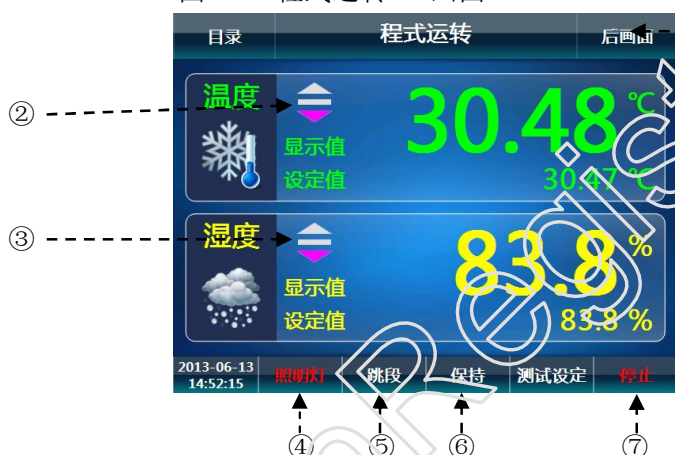 目录 程式运转 后画面
温度 30.48 ℃
②
显示值
设定值 30.47 ℃
湿度 83.8 %
③
显示值
设定值 83.8 %
2013-06-13
14:52:15
照明灯 跳段 保持 测试设定 停止
④ ⑤ ⑥ ⑦